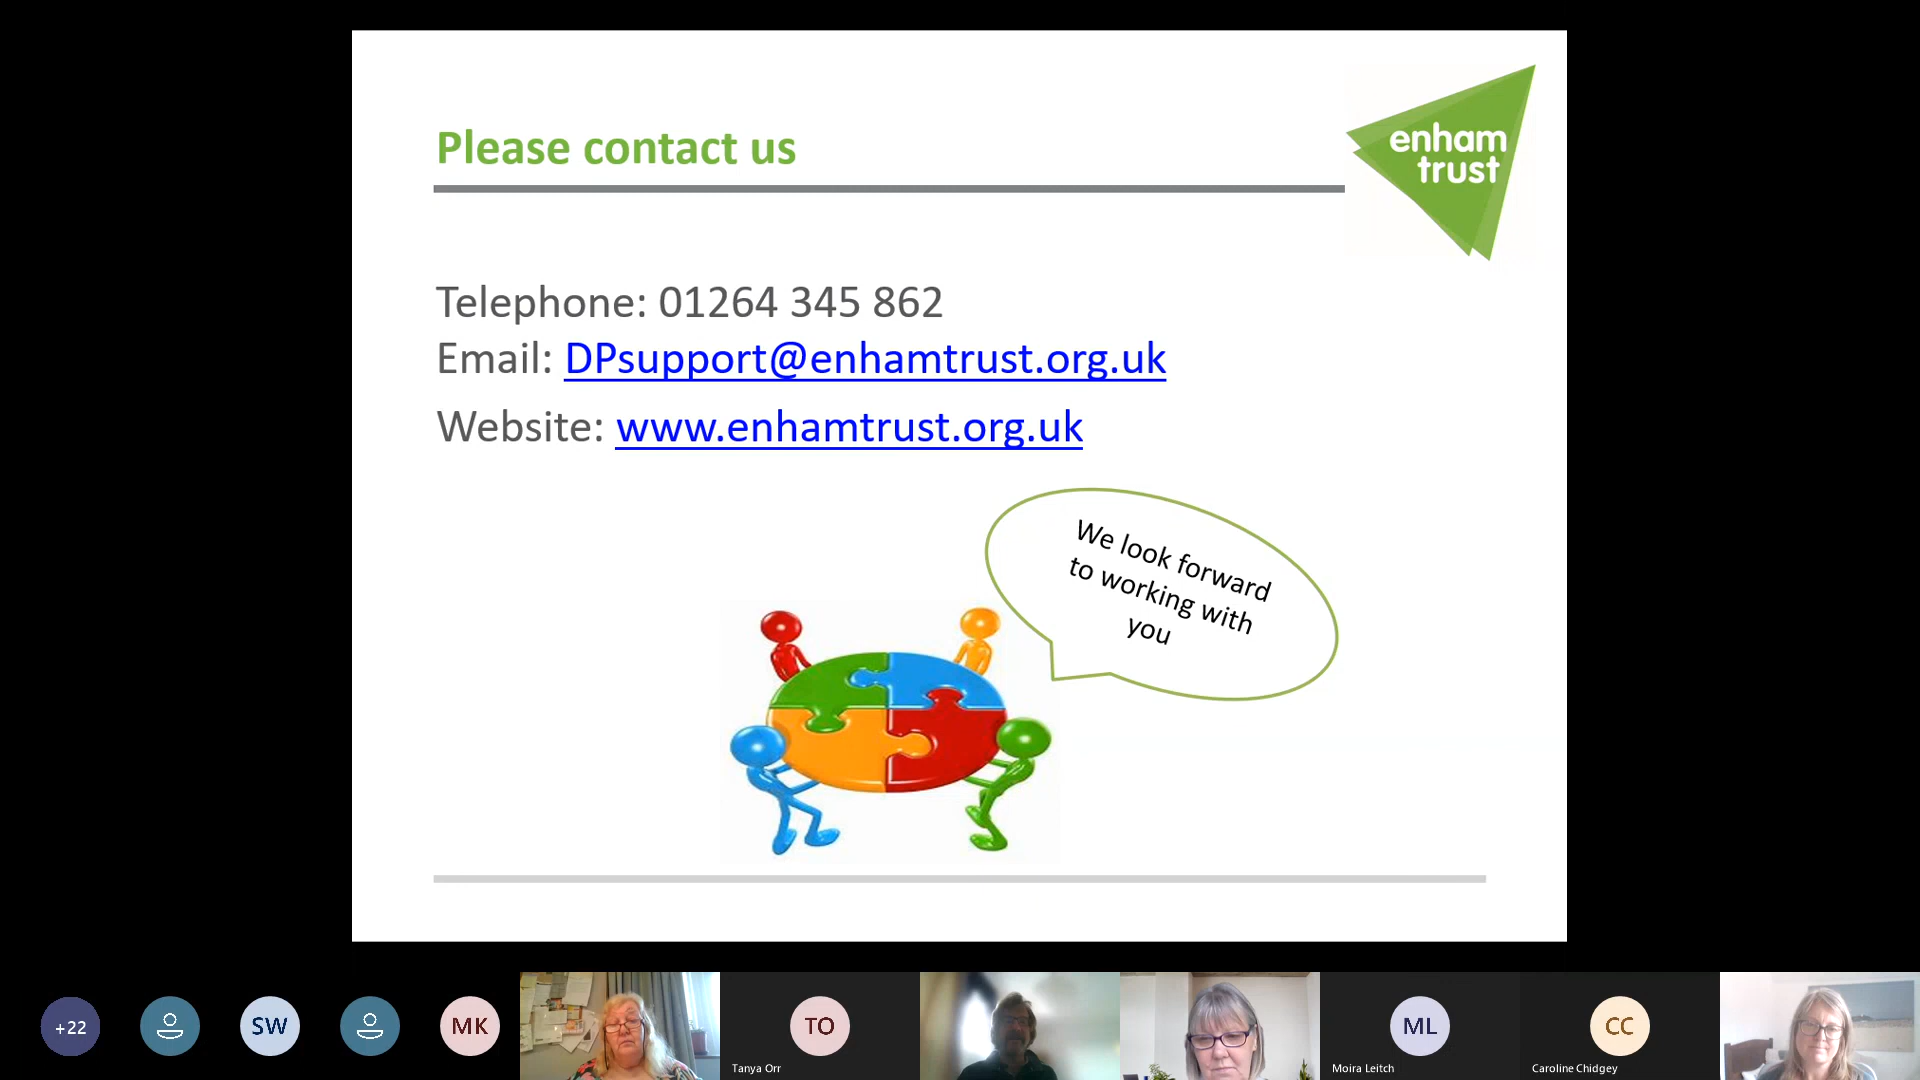 Please contact us
enham
trust
Telephone: 01264 345 862
Email: DPsupport@enhamtrust.org.uk
Website: www.enhamtrust.org.uk
We look forward
to working with
you
+22
SW
MK
TO
Tanya Orr
ML
Moira Leitch
CC
Caroline Chidgey